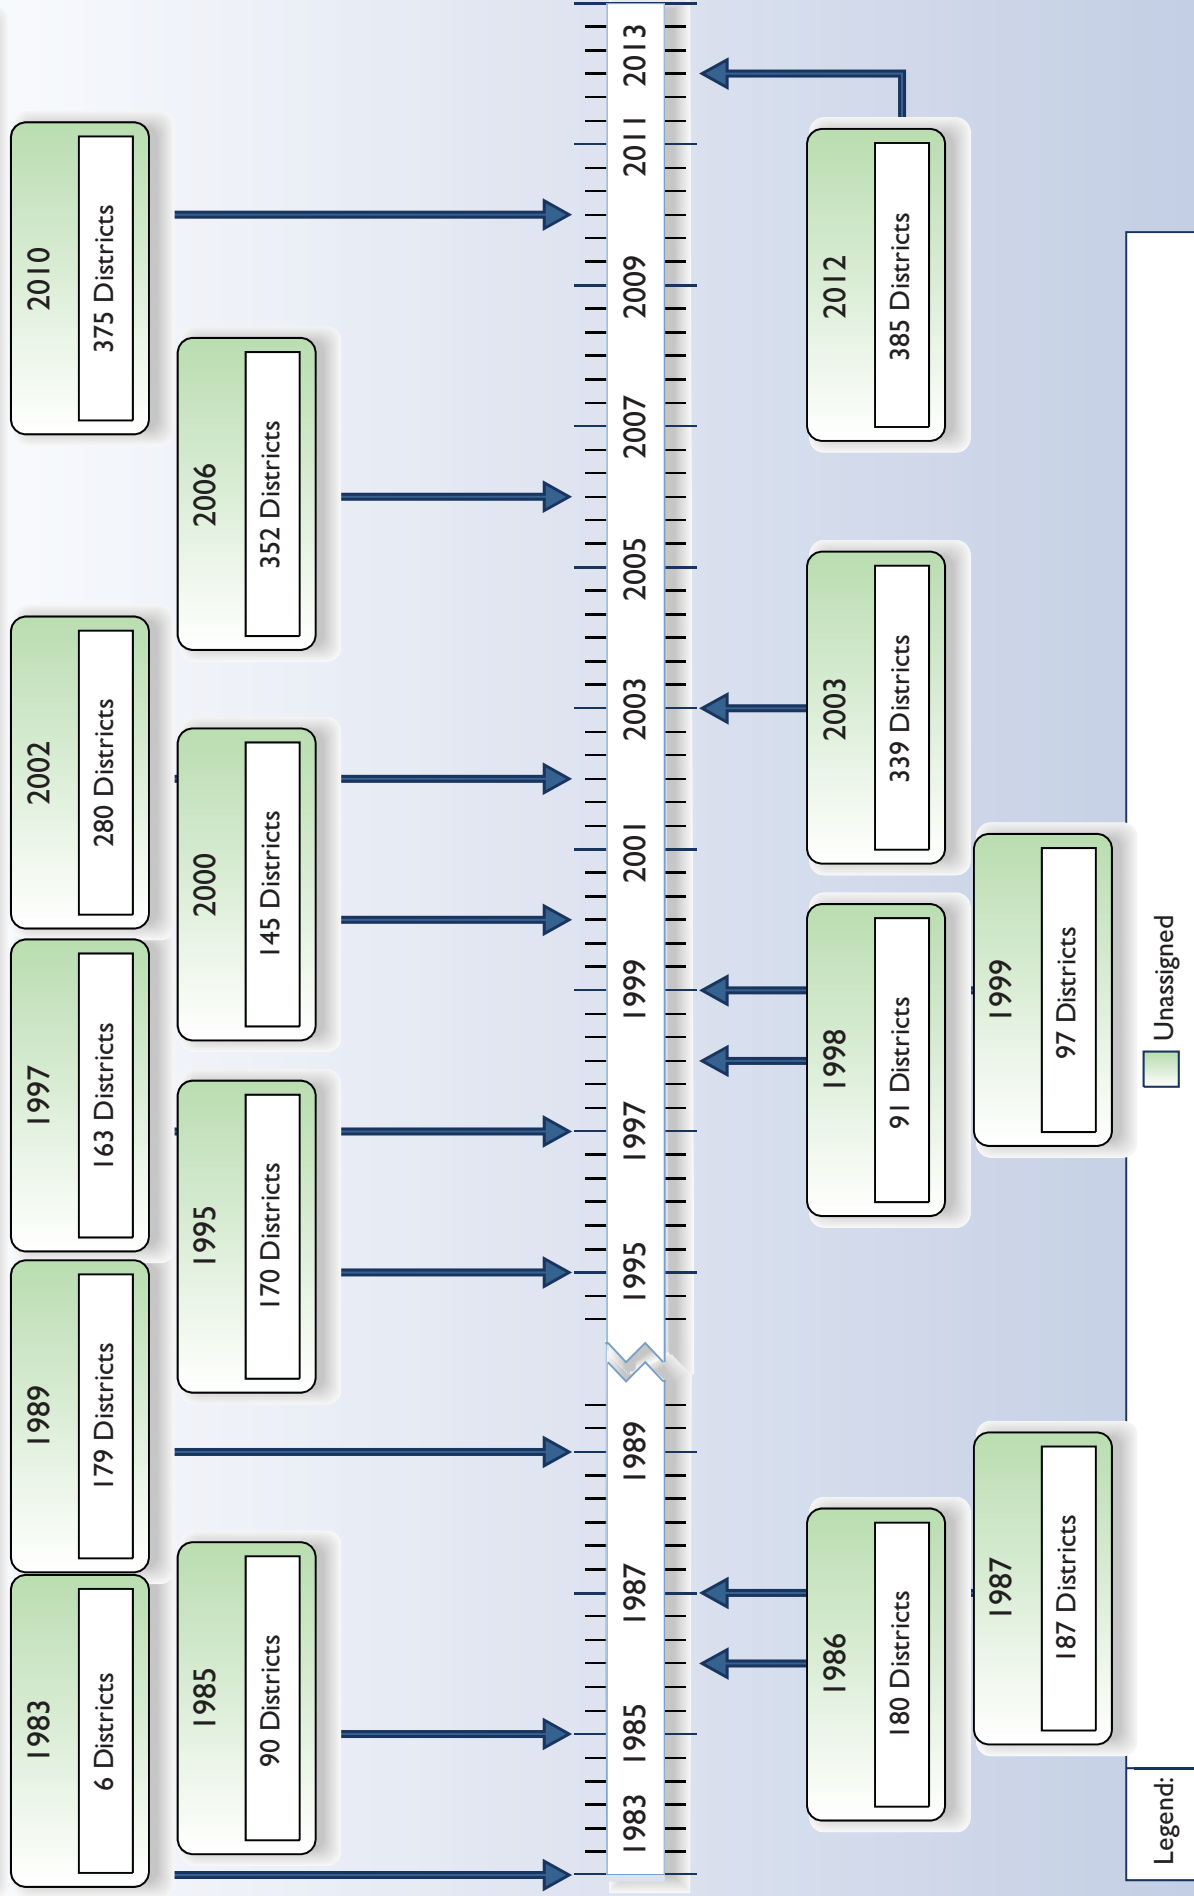 1983
6 Districts
1989
179 Districts
1997
163 Districts
2002
280 Districts
2010
375 Districts
1985
90 Districts
1995
170 Districts
2000
145 Districts
2006
352 Districts
1983
1985
1987
1989
1995
1997
1999
2001
2003
2005
2007
2009
2011
2013
1986
180 Districts
1998
91 Districts
2003
339 Districts
2012
385 Districts
1987
187 Districts
1999
97 Districts
Legend:
Unassigned